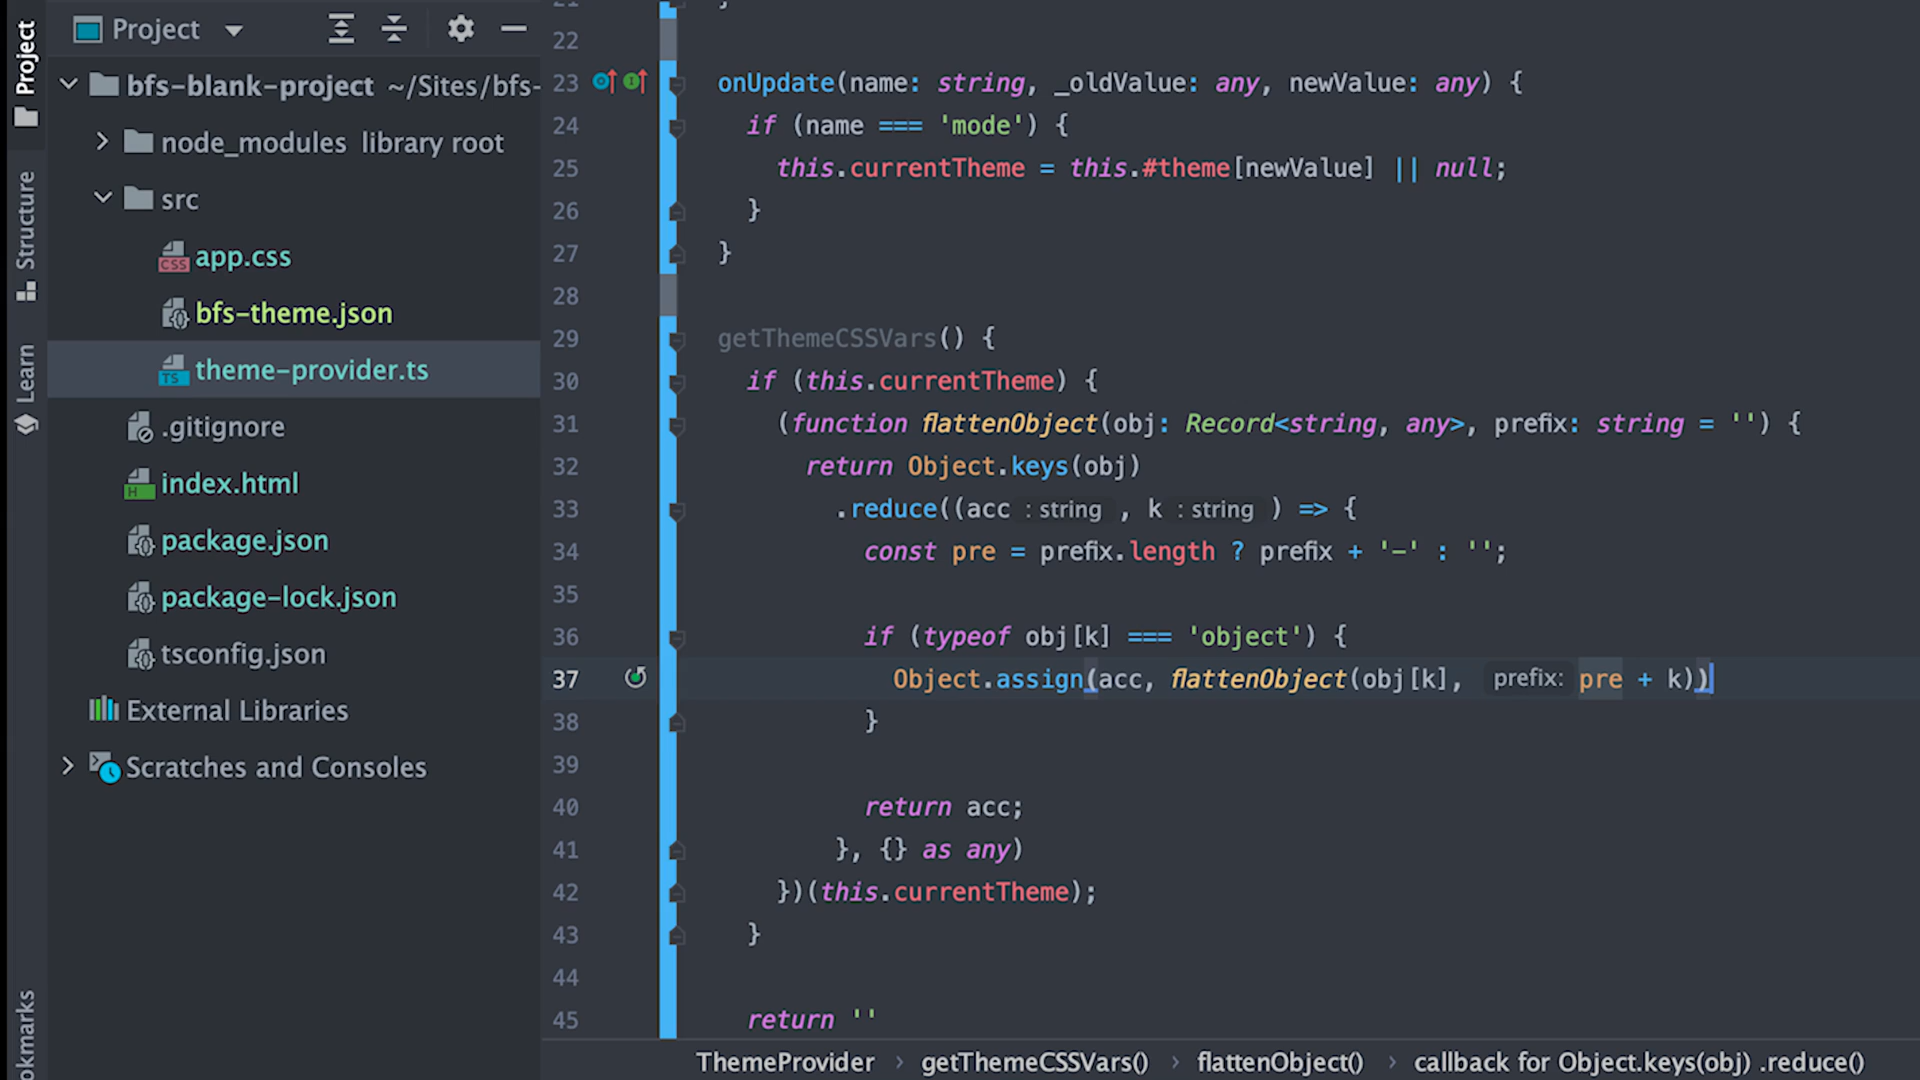 Project
Structure
Learn
okmarks
Project
bfs-blank-project ~/Sites/bfs-
node_modules library root
src
app.css
bfs-theme.json
theme-provider.ts
.gitignore
index.html
package.json
package-lock.json
tsconfig.json
External Libraries
Scratches and Consoles
22
23 onUpdate(name: string, _oldValue: any, newValue: any) {
24 if (name === 'mode') {
25 this.currentTheme = this.#theme[newValue] || null;
26 }
27 }
28
29 getThemeCSSVars() {
30 if (this.currentTheme) {
31 (function flattenObject(obj: Record<string, any>, prefix: string = '') {
32 return Object.keys(obj)
33 .reduce((acc : string , k : string ) => {
34 const pre = prefix.length ? prefix + '-' : '';
35
36 if (typeof obj[k] === 'object') {
37 Object.assign(acc, flattenObject(obj[k], prefix: pre + k))
38 }
39
40 return acc;
41 }, {} as any)
42 })(this.currentTheme);
43 }
44
45 return ''
ThemeProvider › getThemeCSSVars() › flattenObject() › callback for Object.keys(obj) .reduce()